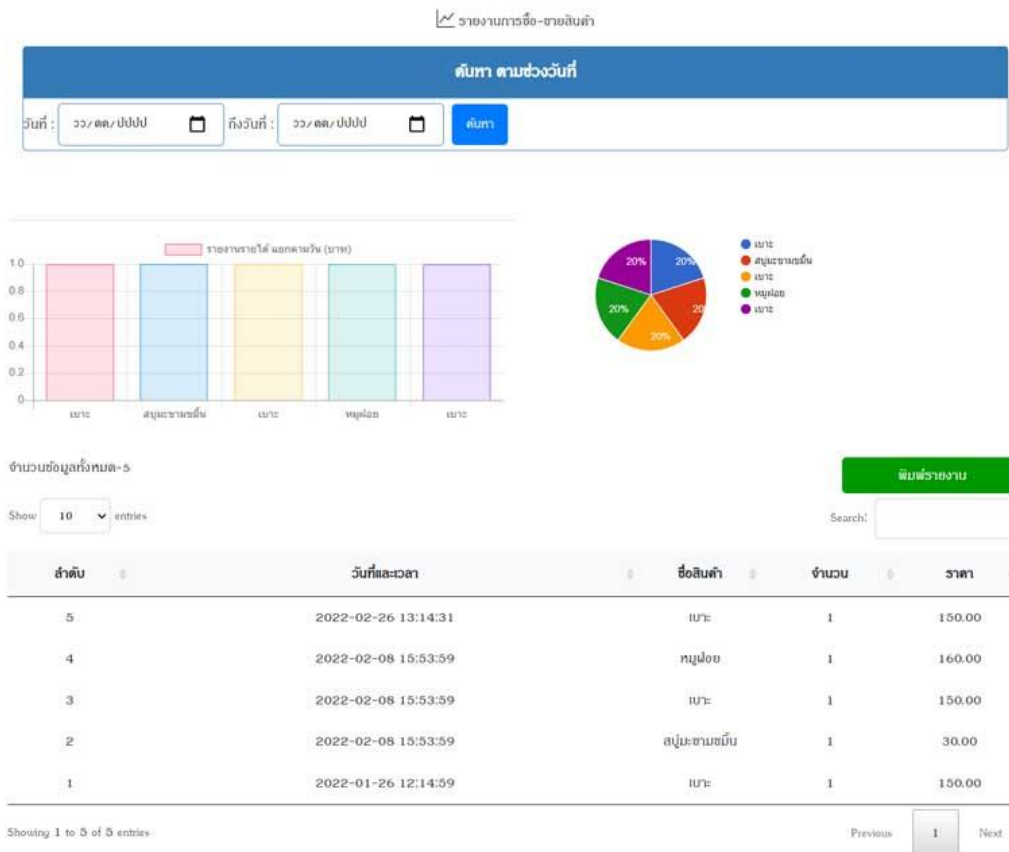 รายงานการซื้อ-ขายสินค้า
ค้นหา ตามช่วงวันที่
วันที่ : วว/ดด/ปปปป ถึงวันที่ : วว/ดด/ปปปป ค้นหา
รายงานรายได้ แยกตามวัน (บาท)
1.0
0.8
0.6
0.4
0.2
0
เบาะ สบู่มะขามขมิ้น เบาะ หมูฝอย เบาะ
20% 20% 20 20% 20%
เบาะ
สบู่มะขามขมิ้น
เบาะ
หมูฝอย
เบาะ
จำนวนข้อมูลทั้งหมด-5
พิมพ์รายงาน
Show 10 entries Search:
ลำดับ วันที่และเวลา ชื่อสินค้า จำนวน ราคา
5 2022-02-26 13:14:31 เบาะ 1 150.00
4 2022-02-08 15:53:59 หมูฝอย 1 160.00
3 2022-02-08 15:53:59 เบาะ 1 150.00
2 2022-02-08 15:53:59 สบู่มะขามขมิ้น 1 30.00
1 2022-01-26 12:14:59 เบาะ 1 150.00
Showing 1 to 5 of 5 entries Previous 1 Next